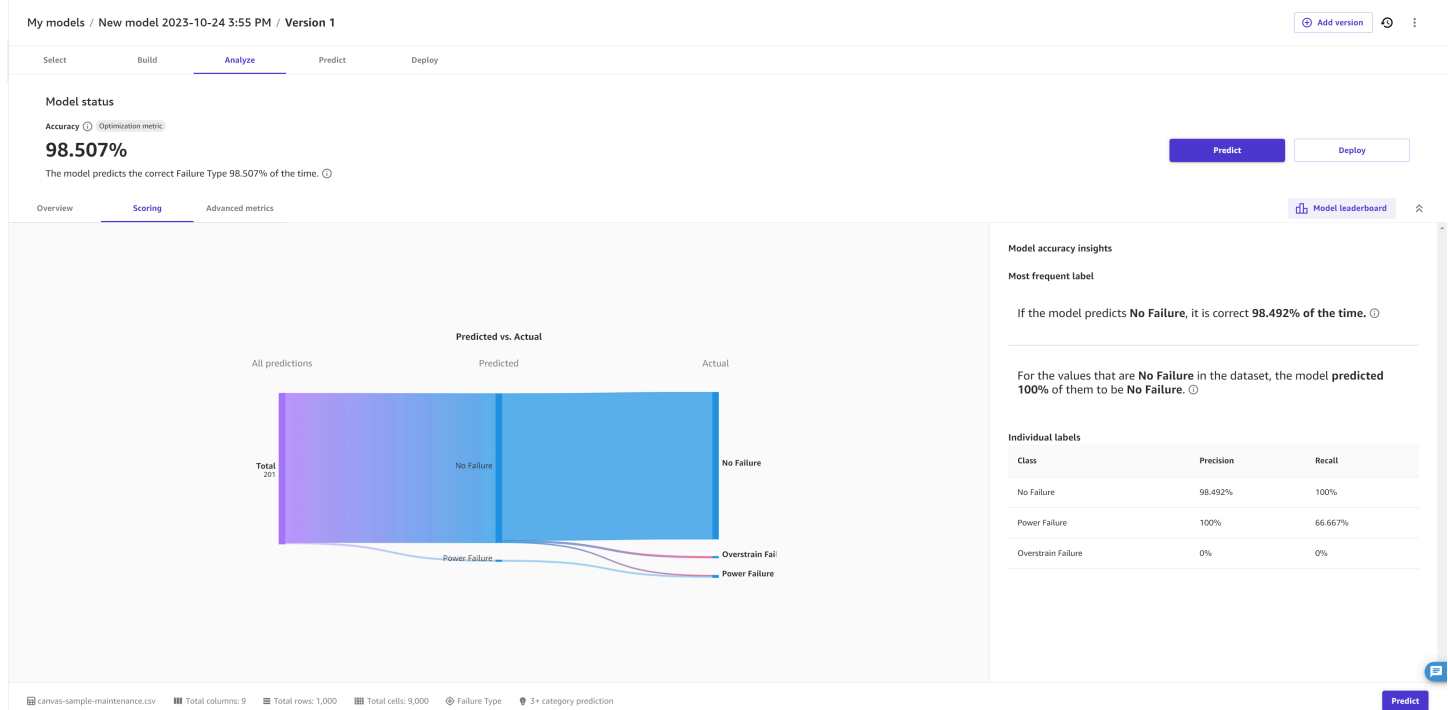 My models / New model 2023-10-24 3:55 PM / Version 1
Add version
Select
Build
Analyze
Predict
Deploy
Model status
Accuracy
Optimization metric
98.507%
The model predicts the correct Failure Type 98.507% of the time.
Predict
Deploy
Overview
Scoring
Advanced metrics
Model leaderboard
Predicted vs. Actual
All predictions
Predicted
Actual
Total
201
No Failure
Power Failure
No Failure
Overstrain Fai
Power Failure
Model accuracy insights
Most frequent label
If the model predicts No Failure, it is correct 98.492% of the time.
For the values that are No Failure in the dataset, the model predicted
100% of them to be No Failure.
Individual labels
Class Precision Recall
No Failure 98.492% 100%
Power Failure 100% 66.667%
Overstrain Failure 0% 0%
canvas-sample-maintenance.csv
Total columns: 9
Total rows: 1,000
Total cells: 9,000
Failure Type
3+ category prediction
Predict